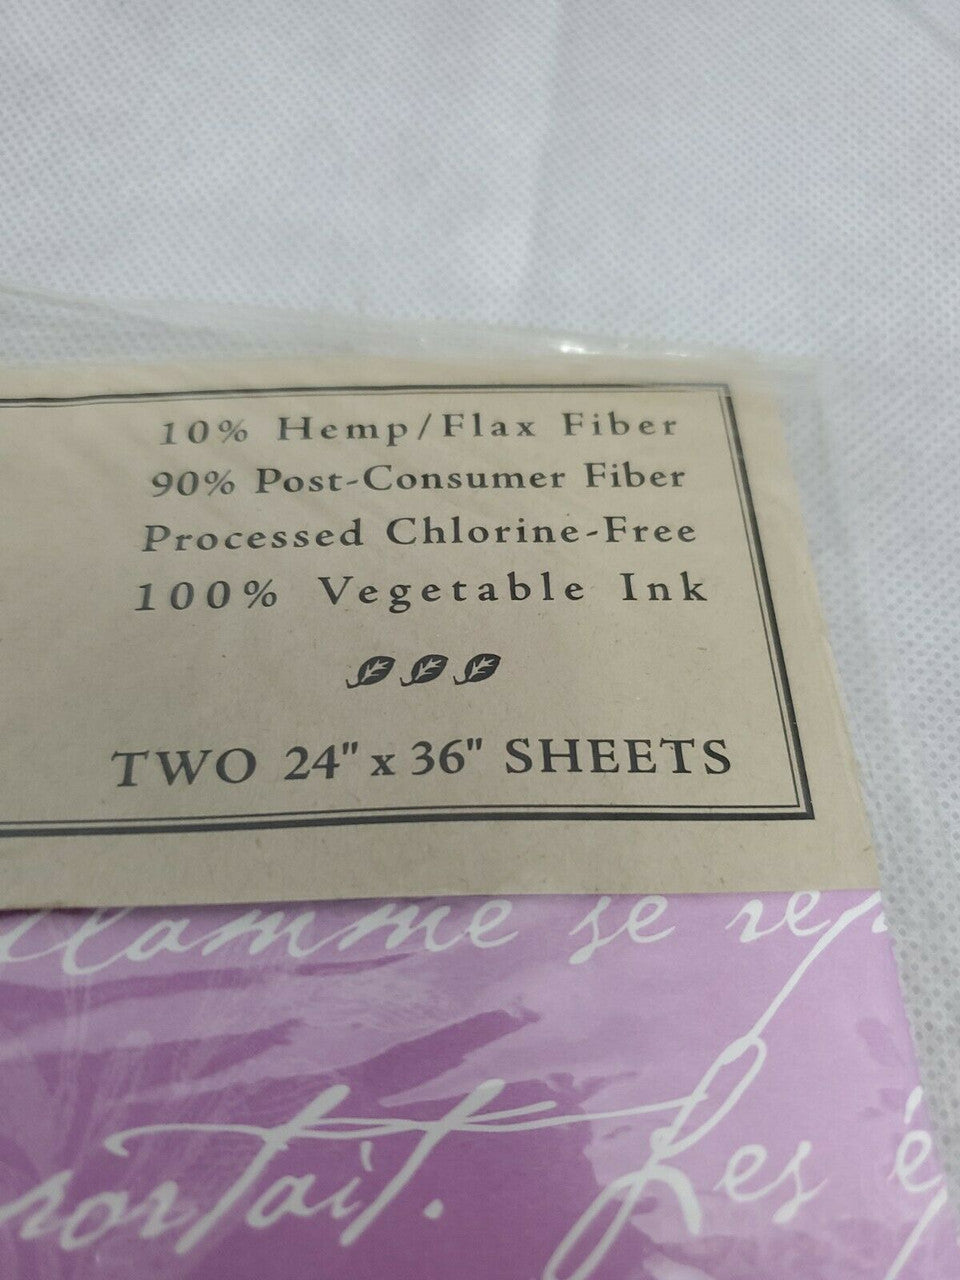 10% Hemp/Flax Fiber
90% Post-Consumer Fiber
Processed Chlorine-Free
100% Vegetable Ink
TWO 24" x 36" SHEETS
se
Les